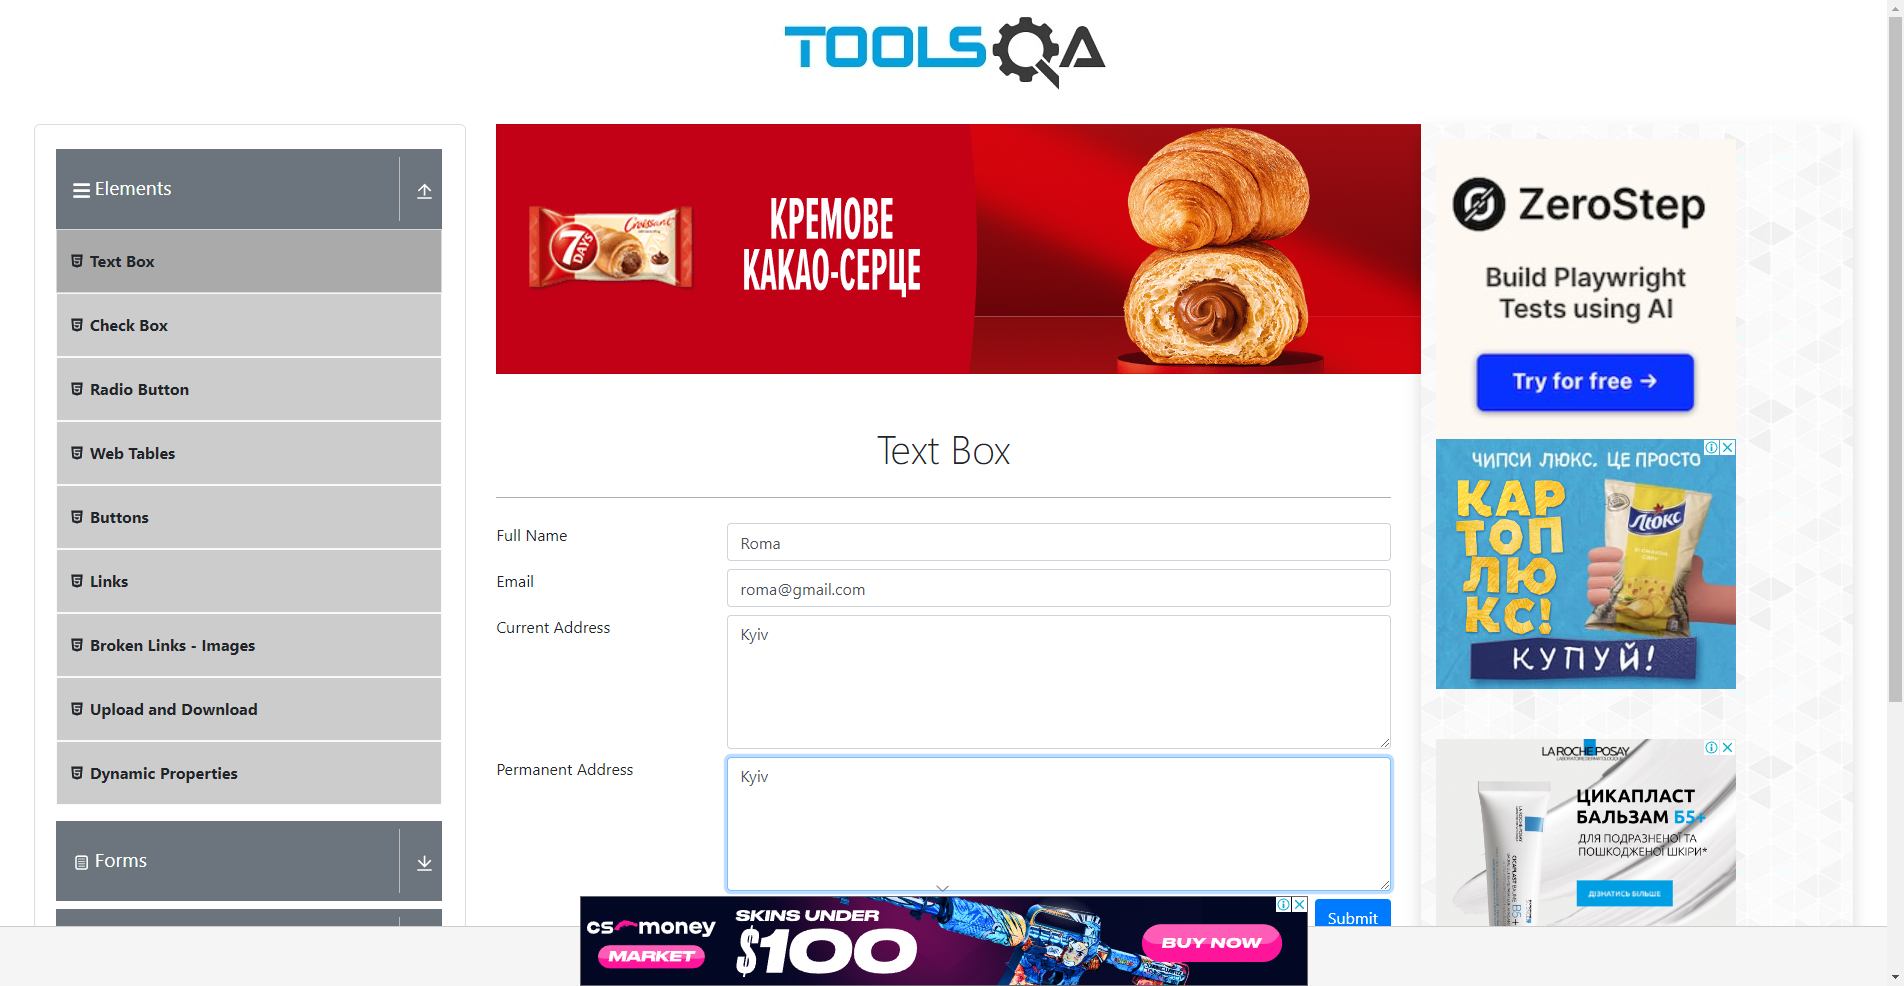 TOOLSQA
Elements
Text Box
Check Box
Radio Button
Web Tables
Buttons
Links
Broken Links - Images
Upload and Download
Dynamic Properties
Forms
7 DAYS
Croissant
КРЕМОВЕ
КАКАО-СЕРЦЕ
Text Box
Full Name
Roma
Email
roma@gmail.com
Current Address
Kyiv
Permanent Address
Kyiv
Submit
ZeroStep
Build Playwright
Tests using AI
Try for free →
ЧИПСИ ЛЮКС. ЦЕ ПРОСТО
КАР
ТОП
ЛЮ
КС!
Люкс
КУПУЙ!
LA ROCHE POSAY
LABORATOIRE DERMATOLOGIQUE
ЦИКАПЛАСТ
БАЛЬЗАМ Б5+
ДЛЯ ПОДРАЗНЕНОЇ ТА
ПОШКОДЖЕНОЇ ШКІРИ*
ДІЗНАТИСЬ БІЛЬШЕ
cs money
MARKET
SKINS UNDER
$100
BUY NOW